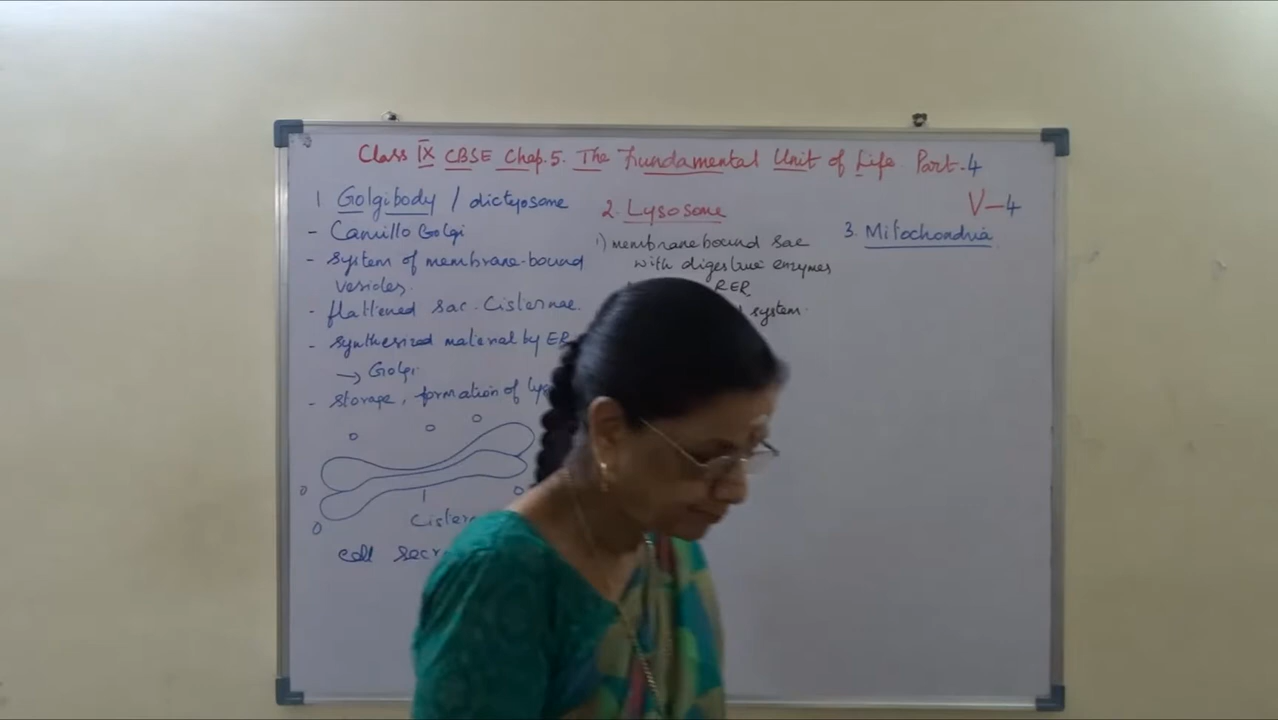 Class IX CBSE Chap.5. The Fundamental Unit of Life. Part-4
V-4
1 Golgibody / dictyosome
- Camillo Golgi
- System of membrane-bound
vesicles.
- flattened sac. Cisternae.
- synthesized material by ER
→ Golgi
- storage, formation of
Cell
2. Lysosome
1) membranebound sac
with digestive enzymes
RER
system.
3. Mitochondria